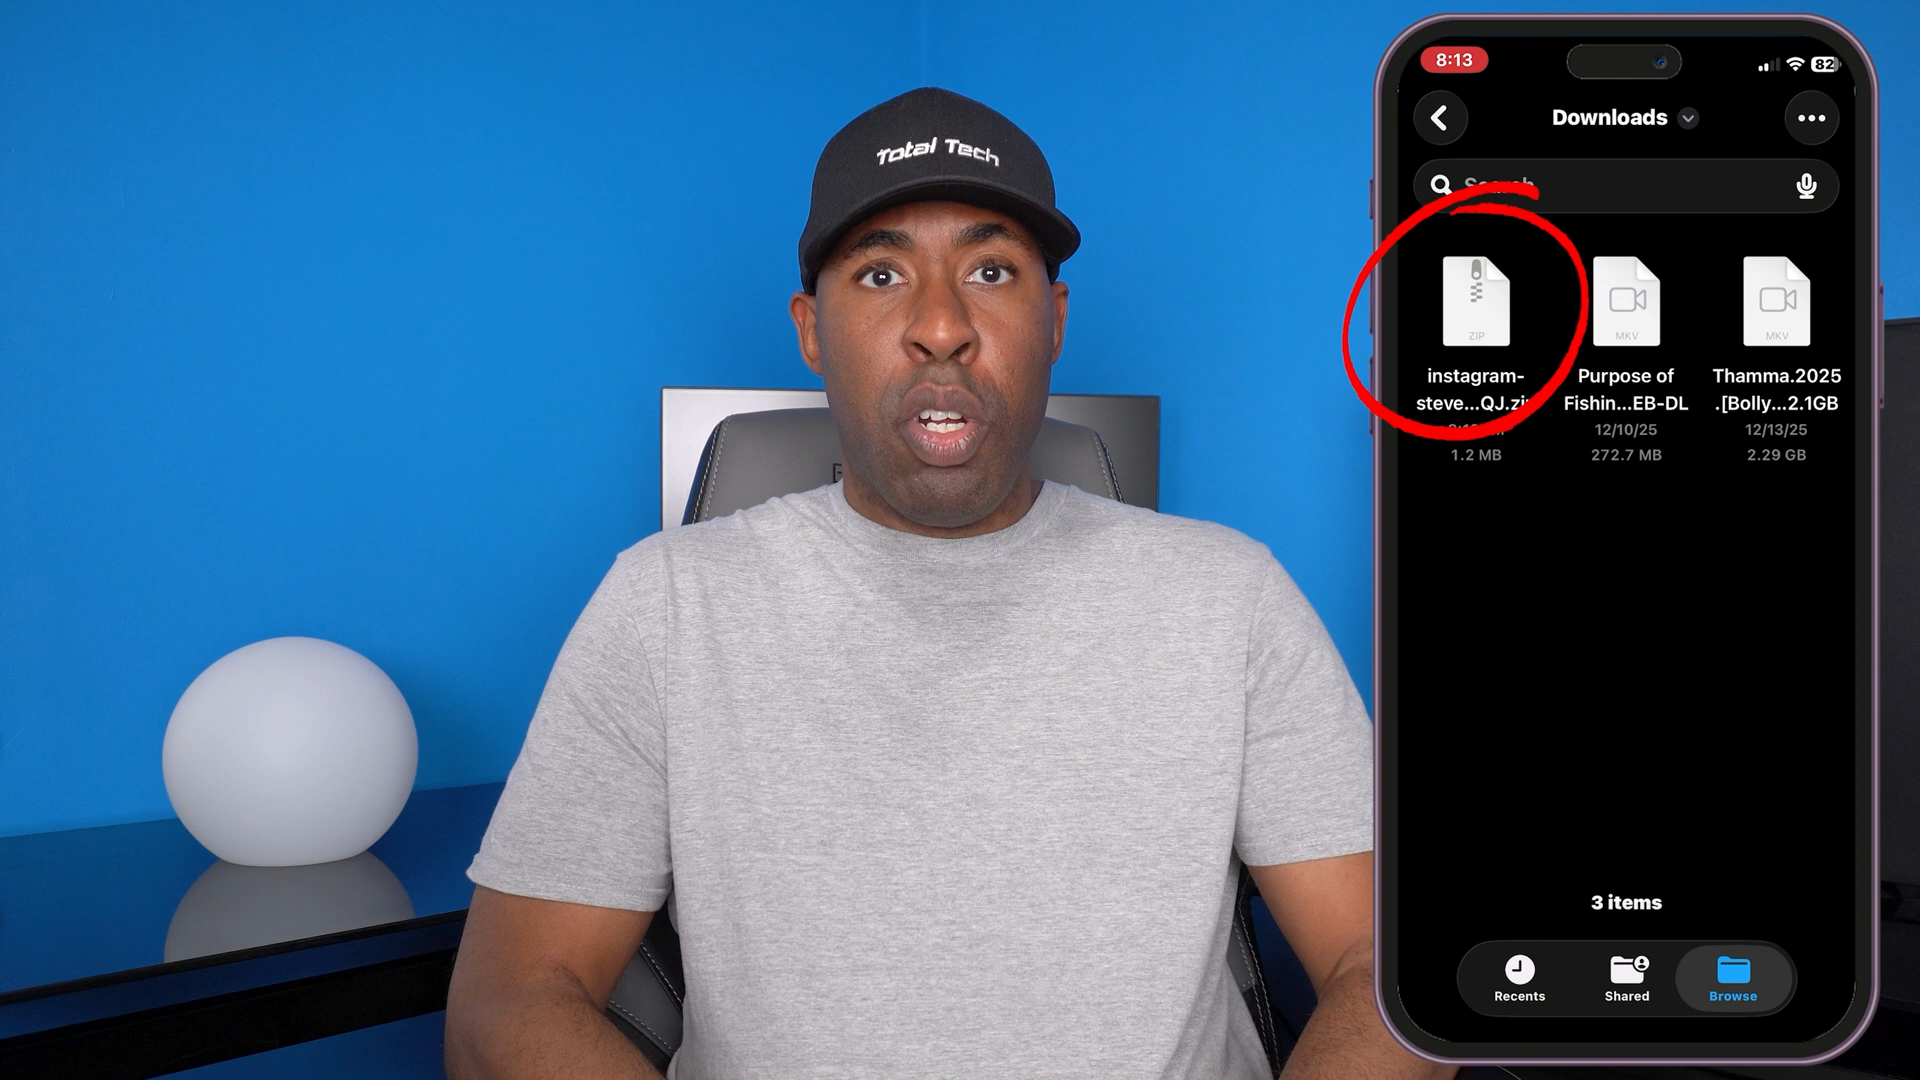 Total Tech
8:13
82
Downloads
Search
ZIP
MKV
MKV
instagram-
steve...QJ.zip
1.2 MB
Purpose of
Fishin...EB-DL
12/10/25
272.7 MB
Thamma.2025
.[Bolly...2.1GB
12/13/25
2.29 GB
3 items
Recents
Shared
Browse